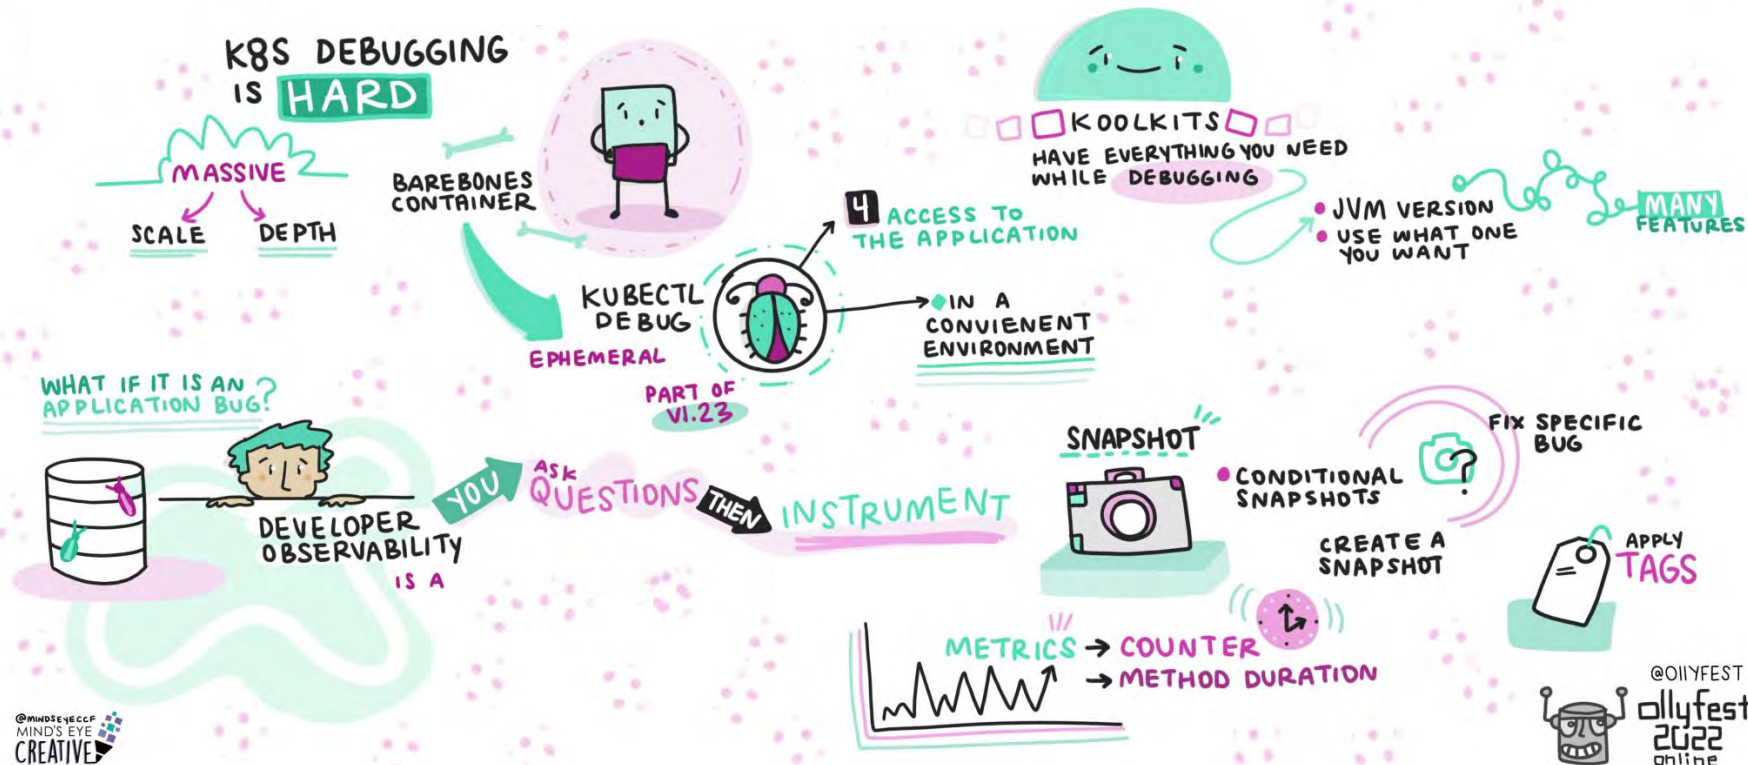 K8S DEBUGGING
IS HARD
MASSIVE
SCALE
DEPTH
BAREBONES
CONTAINER
KUBECTL
DEBUG
EPHEMERAL
PART OF
V1.23
4 ACCESS TO
THE APPLICATION
IN A
CONVIENENT
ENVIRONMENT
KOOLKITS
HAVE EVERYTHING YOU NEED
WHILE DEBUGGING
JVM VERSION
USE WHAT ONE
YOU WANT
MANY
FEATURES
WHAT IF IT IS AN
APPLICATION BUG?
DEVELOPER
OBSERVABILITY
IS A
YOU
ASK
QUESTIONS
THEN
INSTRUMENT
SNAPSHOT
CONDITIONAL
SNAPSHOTS
?
FIX SPECIFIC
BUG
CREATE A
SNAPSHOT
APPLY
TAGS
METRICS → COUNTER
→ METHOD DURATION
@MINDSEYECCF
MIND'S EYE
CREATIVE
@OllYFEST
ollyfest
2022
online